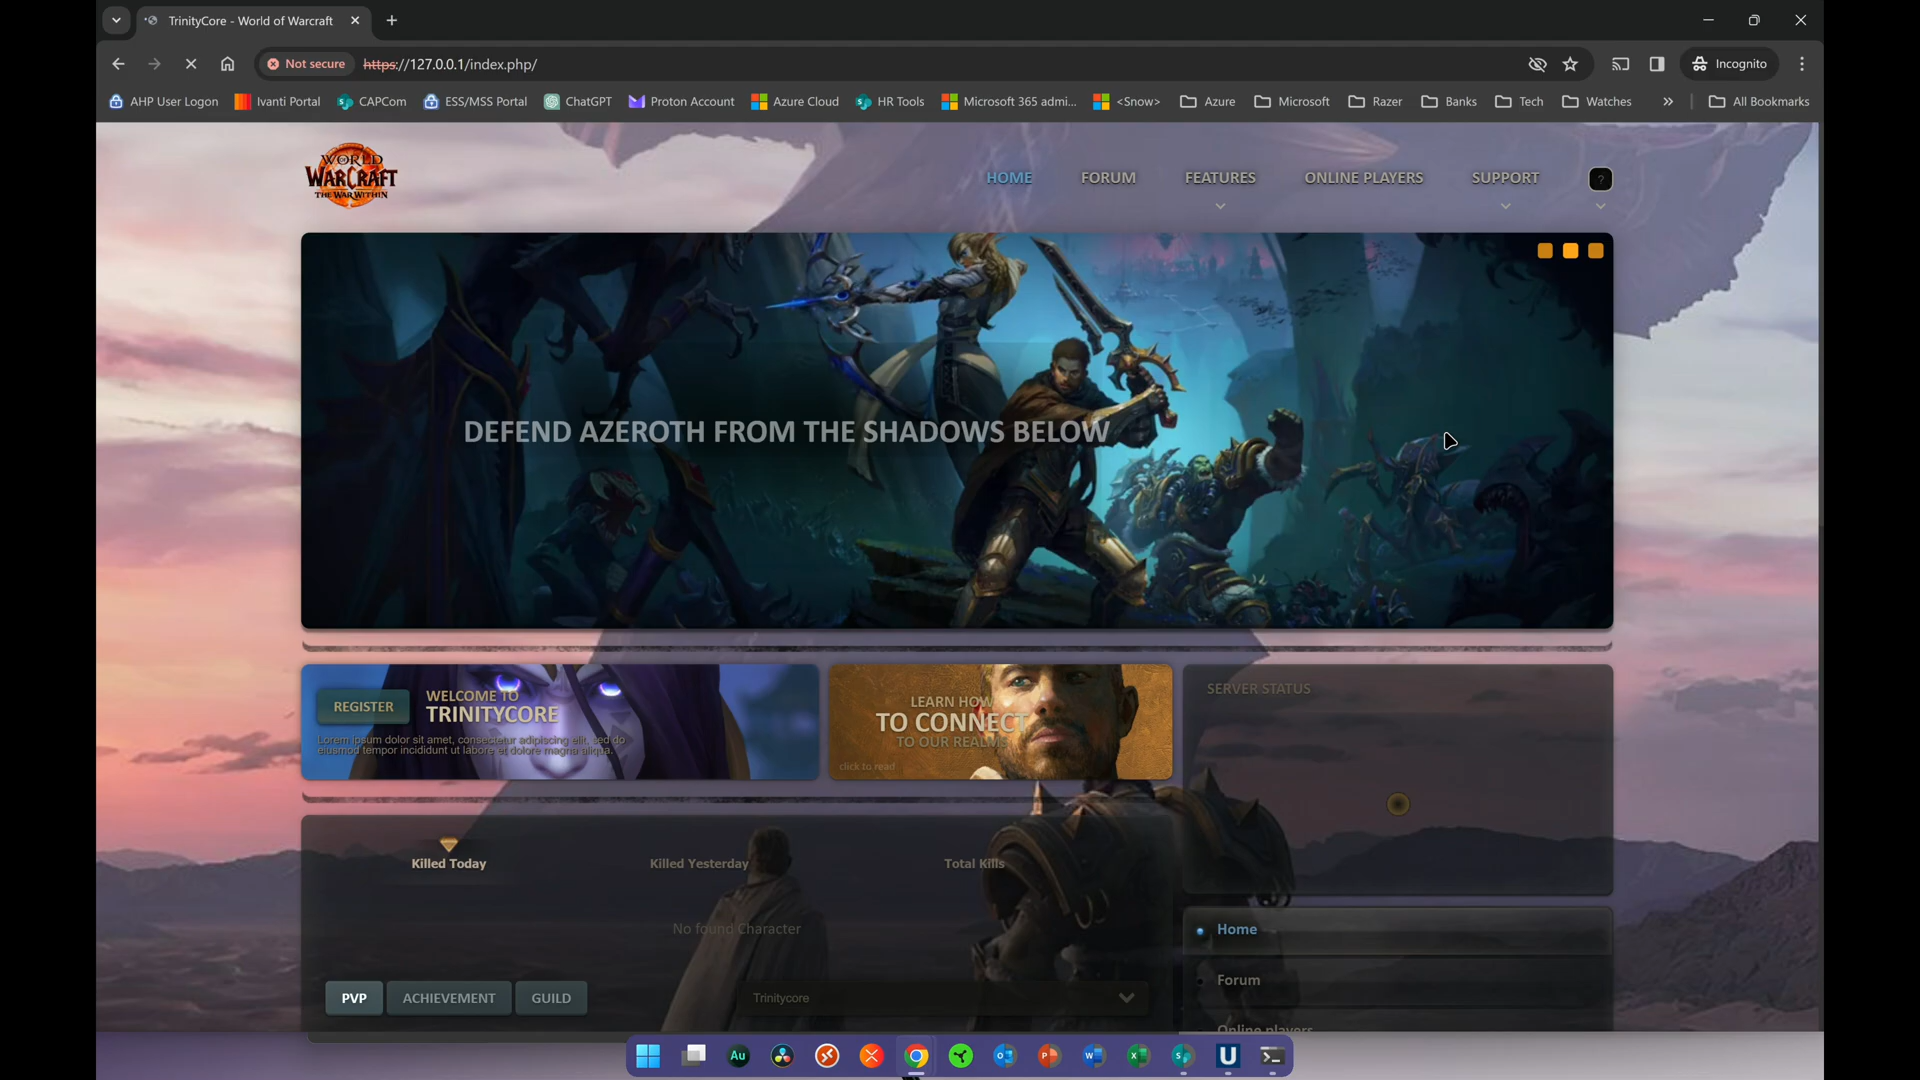 TrinityCore - World of Warcraft
Not secure
https://127.0.0.1/index.php/
Incognito
AHP User Logon
Ivanti Portal
CAPCom
ESS/MSS Portal
ChatGPT
Proton Account
Azure Cloud
HR Tools
Microsoft 365 admi...
<Snow>
Azure
Microsoft
Razer
Banks
Tech
Watches
»
All Bookmarks
WORLD
WARCRAFT
THE WAR WITHIN
HOME
FORUM
FEATURES
ONLINE PLAYERS
SUPPORT
?
DEFEND AZEROTH FROM THE SHADOWS BELOW
REGISTER
WELCOME TO
TRINITYCORE
Lorem ipsum dolor sit amet, consectetur adipiscing elit, sed do
eiusmod tempor incididunt ut labore et dolore magna aliqua.
LEARN HOW
TO CONNECT
TO OUR REALMS
click to read
SERVER STATUS
Killed Today
Killed Yesterday
Total Kills
No found Character
PVP
ACHIEVEMENT
GUILD
Trinitycore
Home
Forum
Online players
Au
P
W
X
S
U